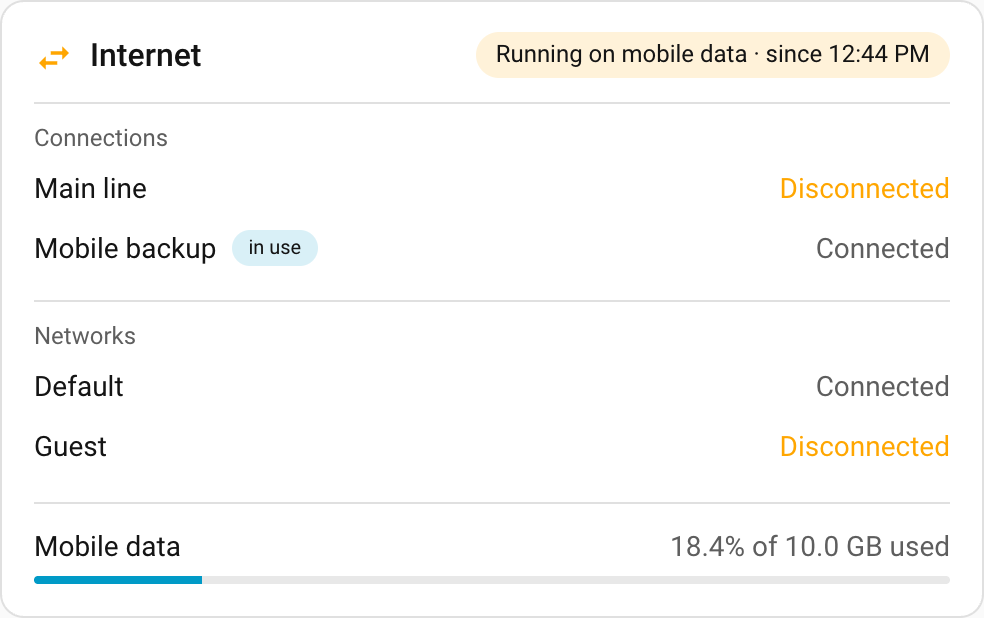 Internet
Running on mobile data · since 12:44 PM
Connections
Main line Disconnected
Mobile backup in use Connected
Networks
Default Connected
Guest Disconnected
Mobile data 18.4% of 10.0 GB used